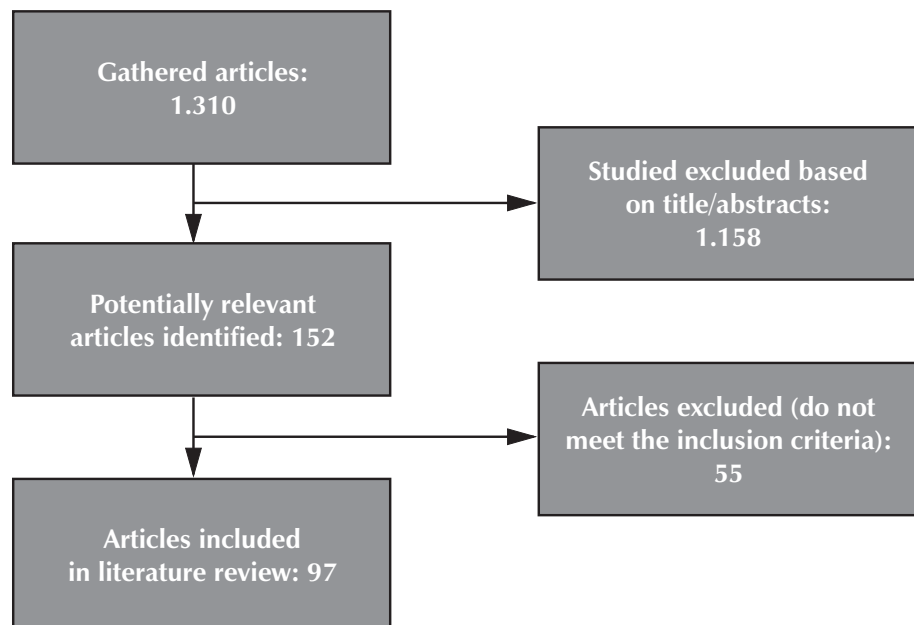 Gathered articles:
1.310
Studied excluded based
on title/abstracts:
1.158
Potentially relevant
articles identified: 152
Articles excluded (do not
meet the inclusion criteria):
55
Articles included
in literature review: 97